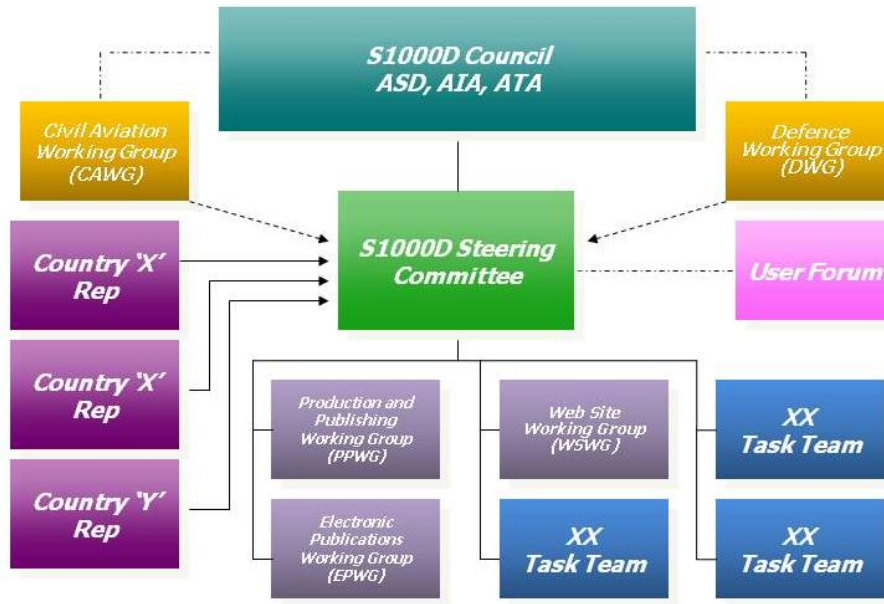 S1000D Council
ASD, AIA, ATA
Civil Aviation
Working Group
(CAWG)
Defence
Working Group
(DWG)
S1000D Steering
Committee
Country ‘X’
Rep
User Forum
Country ‘X’
Rep
Production and
Publishing
Working Group
(PPWG)
Web Site
Working Group
(WSWG)
XX
Task Team
Country ‘Y’
Rep
Electronic
Publications
Working Group
(EPWG)
XX
Task Team
XX
Task Team